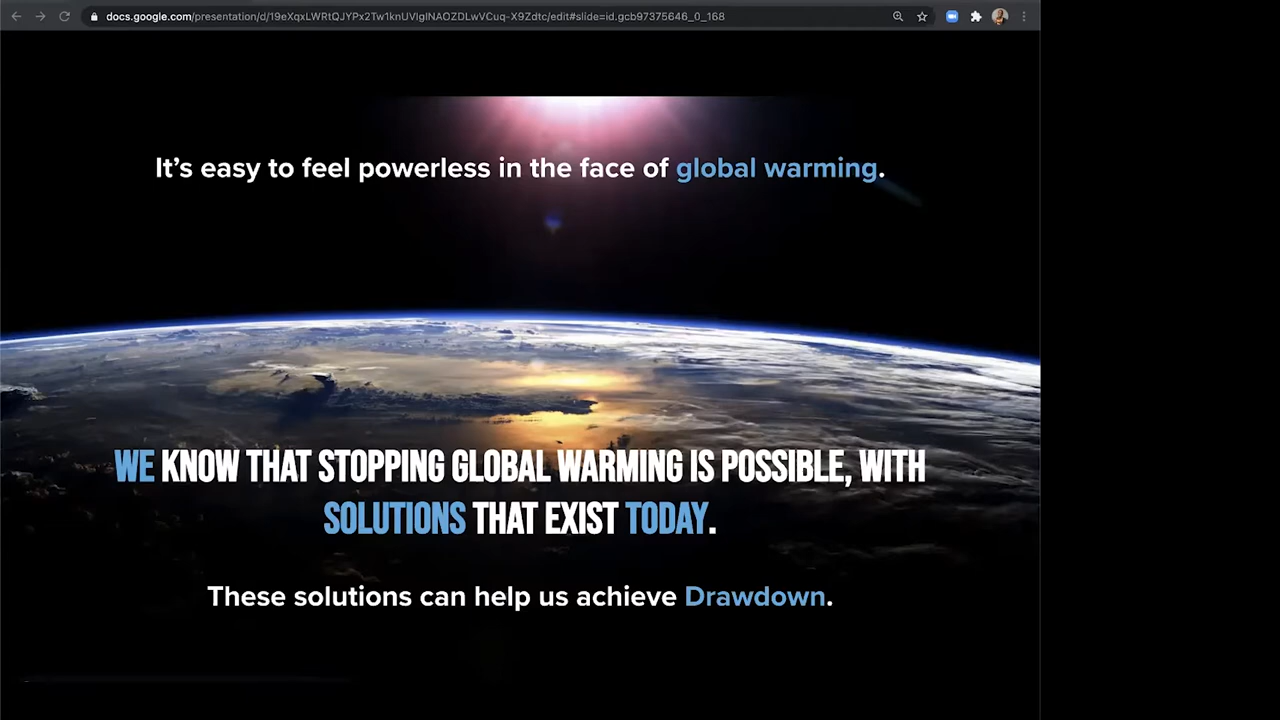 docs.google.com/presentation/d/19eXqxLWRtQJYPx2Tw1knUVlglNAOZDLwVCuq-X9Zdtc/edit#slide=id.gcb97375646_0_168
It's easy to feel powerless in the face of global warming.
WE KNOW THAT STOPPING GLOBAL WARMING IS POSSIBLE, WITH
SOLUTIONS THAT EXIST TODAY.
These solutions can help us achieve Drawdown.